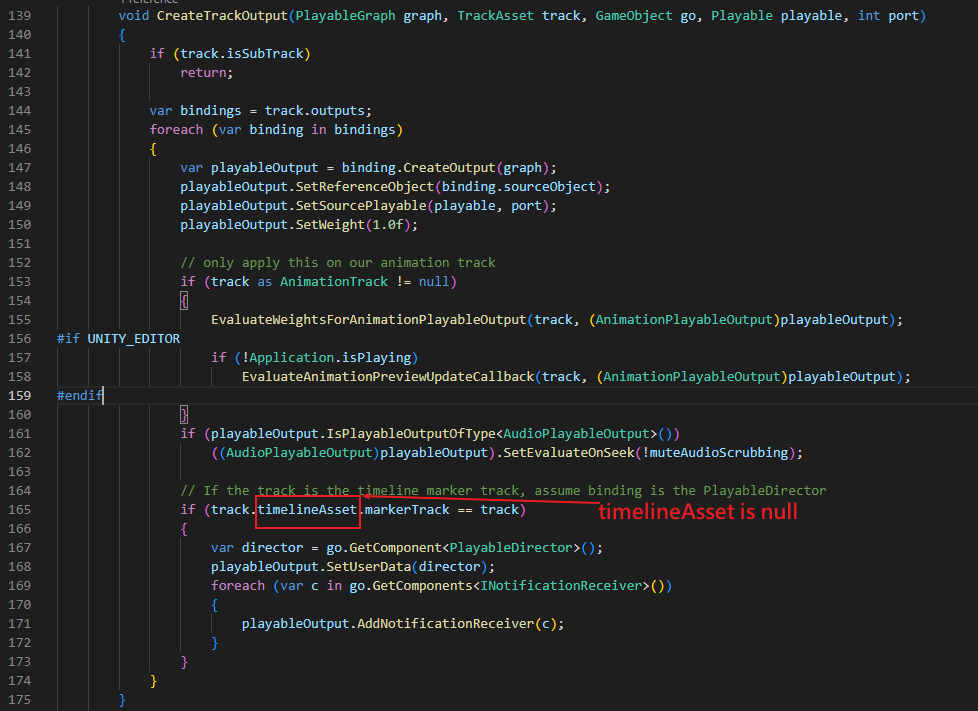 139 void CreateTrackOutput(PlayableGraph graph, TrackAsset track, GameObject go, Playable playable, int port)
140 {
141 if (track.isSubTrack)
142 return;
143
144 var bindings = track.outputs;
145 foreach (var binding in bindings)
146 {
147 var playableOutput = binding.CreateOutput(graph);
148 playableOutput.SetReferenceObject(binding.sourceObject);
149 playableOutput.SetSourcePlayable(playable, port);
150 playableOutput.SetWeight(1.0f);
151
152 // only apply this on our animation track
153 if (track as AnimationTrack != null)
154 {
155 EvaluateWeightsForAnimationPlayableOutput(track, (AnimationPlayableOutput)playableOutput);
156 #if UNITY_EDITOR
157 if (!Application.isPlaying)
158 EvaluateAnimationPreviewUpdateCallback(track, (AnimationPlayableOutput)playableOutput);
159 #endif
160 }
161 if (playableOutput.IsPlayableOutputOfType<AudioPlayableOutput>())
162 ((AudioPlayableOutput)playableOutput).SetEvaluateOnSeek(!muteAudioScrubbing);
163
164 // If the track is the timeline marker track, assume binding is the PlayableDirector
165 if (track.timelineAsset.markerTrack == track) timelineAsset is null
166 {
167 var director = go.GetComponent<PlayableDirector>();
168 playableOutput.SetUserData(director);
169 foreach (var c in go.GetComponents<INotificationReceiver>())
170 {
171 playableOutput.AddNotificationReceiver(c);
172 }
173 }
174 }
175 }